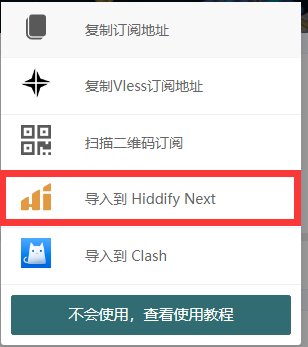 复制订阅地址
复制Vless订阅地址
扫描二维码订阅
导入到 Hiddify Next
导入到 Clash
不会使用，查看使用教程